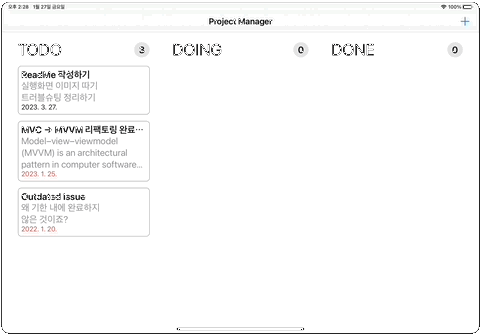 오후 2:28 1월 27일 금요일
100%
Project Manager
+
TODO
3
DOING
0
DONE
0
ReadMe 작성하기
실행화면 이미지 따기
트러블슈팅 정리하기
2023. 3. 27.
MVC → MVVM 리팩토링 완료…
Model-view-viewmodel
(MVVM) is an architectural
pattern in computer software…
2023. 1. 25.
Outdated issue
왜 기한 내에 완료하지
않은 것이죠?
2022. 1. 20.